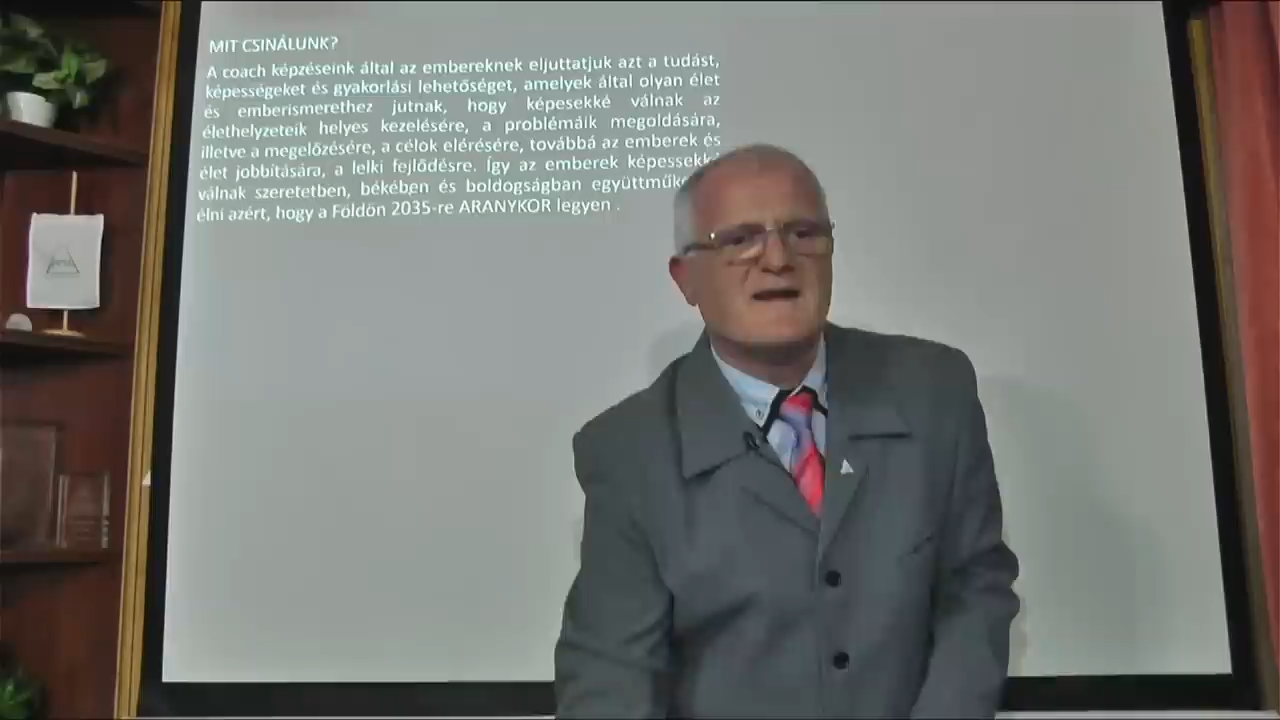 MIT CSINÁLUNK?
A coach képzéseink által az embereknek eljuttatjuk azt a tudást,
képességeket és gyakorlási lehetőséget, amelyek által olyan élet
és emberismerethez jutnak, hogy képesekké válnak az
élethelyzeteik helyes kezelésére, a problémáik megoldására,
illetve a megelőzésére, a célok elérésére, továbbá az emberek és
élet jobbítására, a lelki fejlődésre. Így az emberek képessekké
válnak szeretetben, békében és boldogságban
élni azért, hogy a Földön 2035-re ARANYKOR legyen .